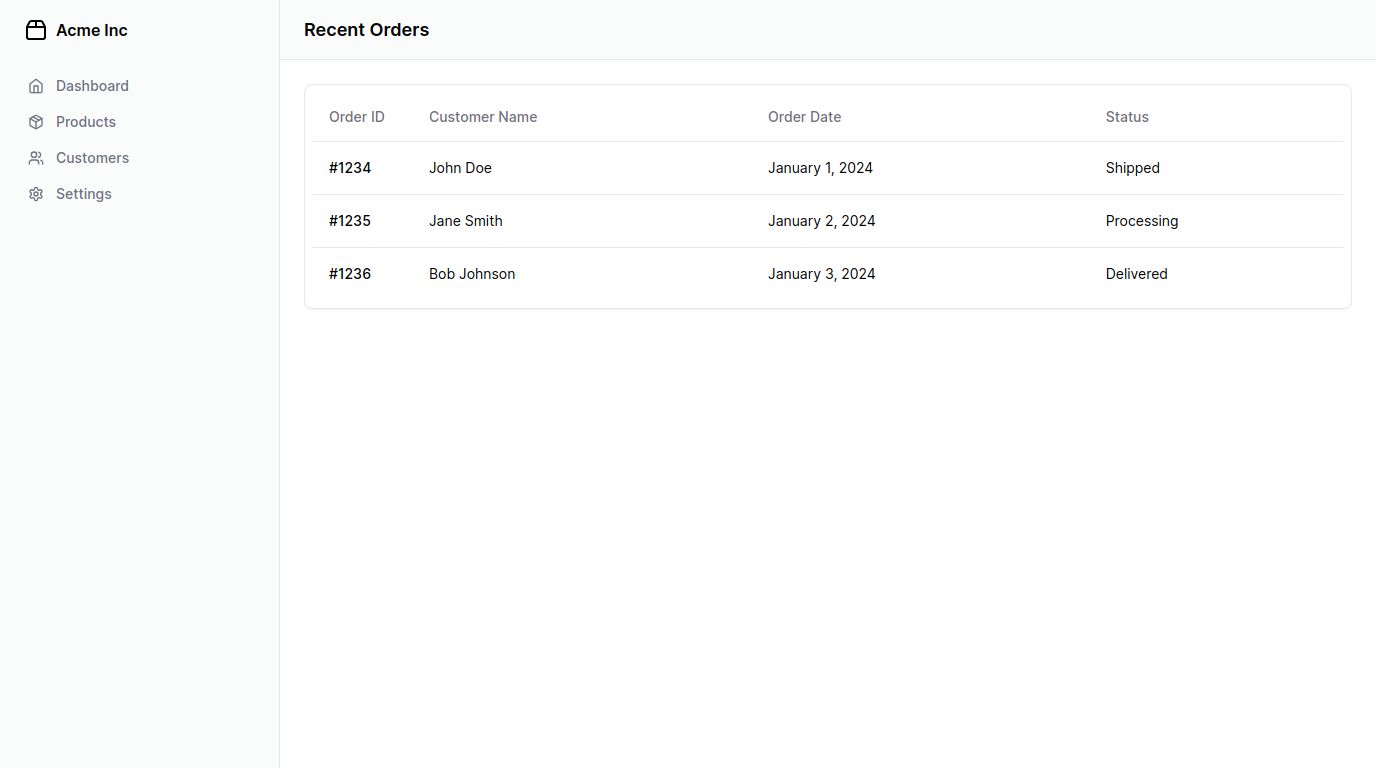 Acme Inc
Dashboard
Products
Customers
Settings
Recent Orders
Order ID Customer Name Order Date Status
#1234 John Doe January 1, 2024 Shipped
#1235 Jane Smith January 2, 2024 Processing
#1236 Bob Johnson January 3, 2024 Delivered